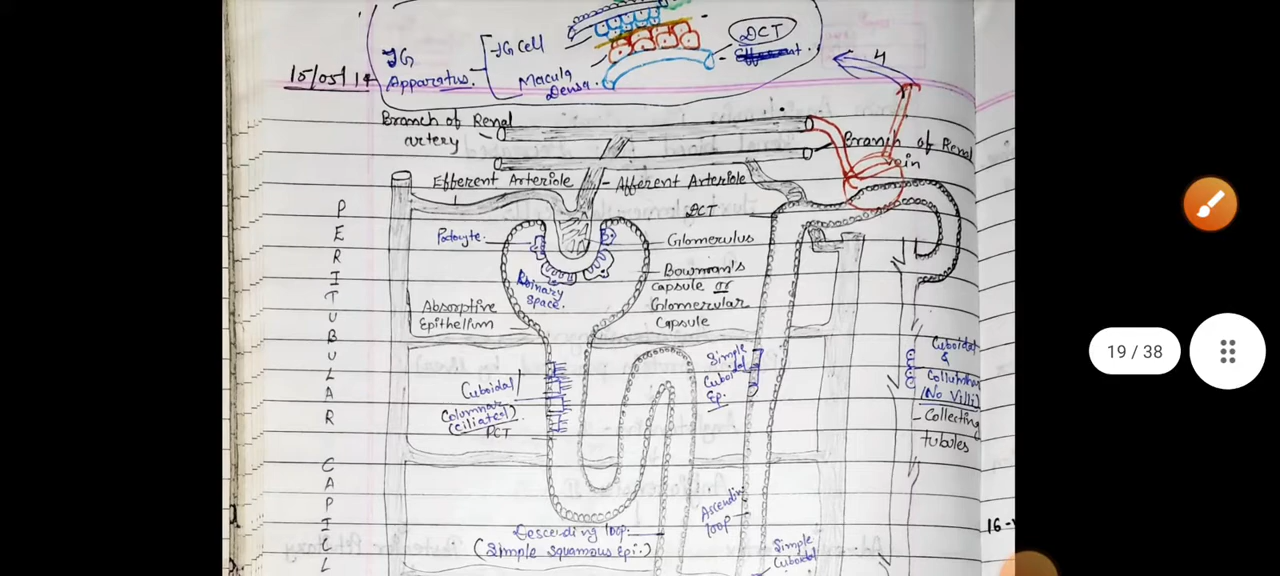 15/05/14
JG
Apparatus.
JG Cell
Macula
Densa.
DCT
4
Branch of Renal
artery
Branch of Renal
vein
Efferent Arteriole
Afferent Arteriole
DCT
Podocyte.
Glomerulus
Urinary
Space.
Bowman's
capsule or
Glomerular
Capsule
Absorptive
Epithelium
Cuboidal/
Columnar
(ciliated)
PCT
Simple
Cuboidal
Ep.
Cuboidal
&
Collumnar
(No Villi)
Collecting
tubules
Descending loop.
(Simple Squamous Epi.)
Ascending
loop
Simple
Cuboidal
P
E
R
I
T
U
B
U
L
A
R
C
A
P
I
L
L
19 / 38